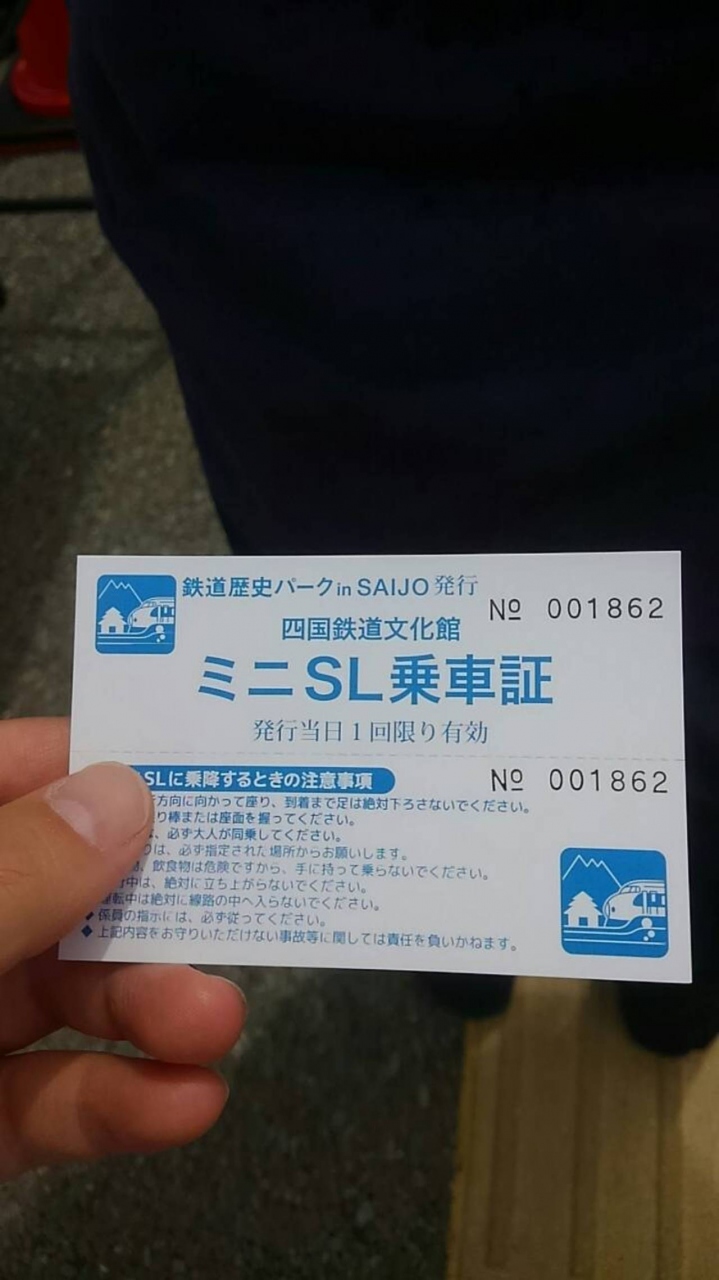 鉄道歴史パークin SAIJO発行
№ 001862
四国鉄道文化館
ミニSL乗車証
発行当日1回限り有効
SLに乗降するときの注意事項
№ 001862
方向に向かって座り、到着まで足は絶対下ろさないでください。
り棒または座面を握ってください。
、必ず大人が同乗してください。
りは、必ず指定された場所からお願いします。
、飲食物は危険ですから、手に持って乗らないでください。
中は、絶対に立ち上がらないでください。
運転中は絶対に線路の中へ入らないでください。
◆ 係員の指示には、必ず従ってください。
◆ 上記内容をお守りいただけない事故等に関しては責任を負いかねます。